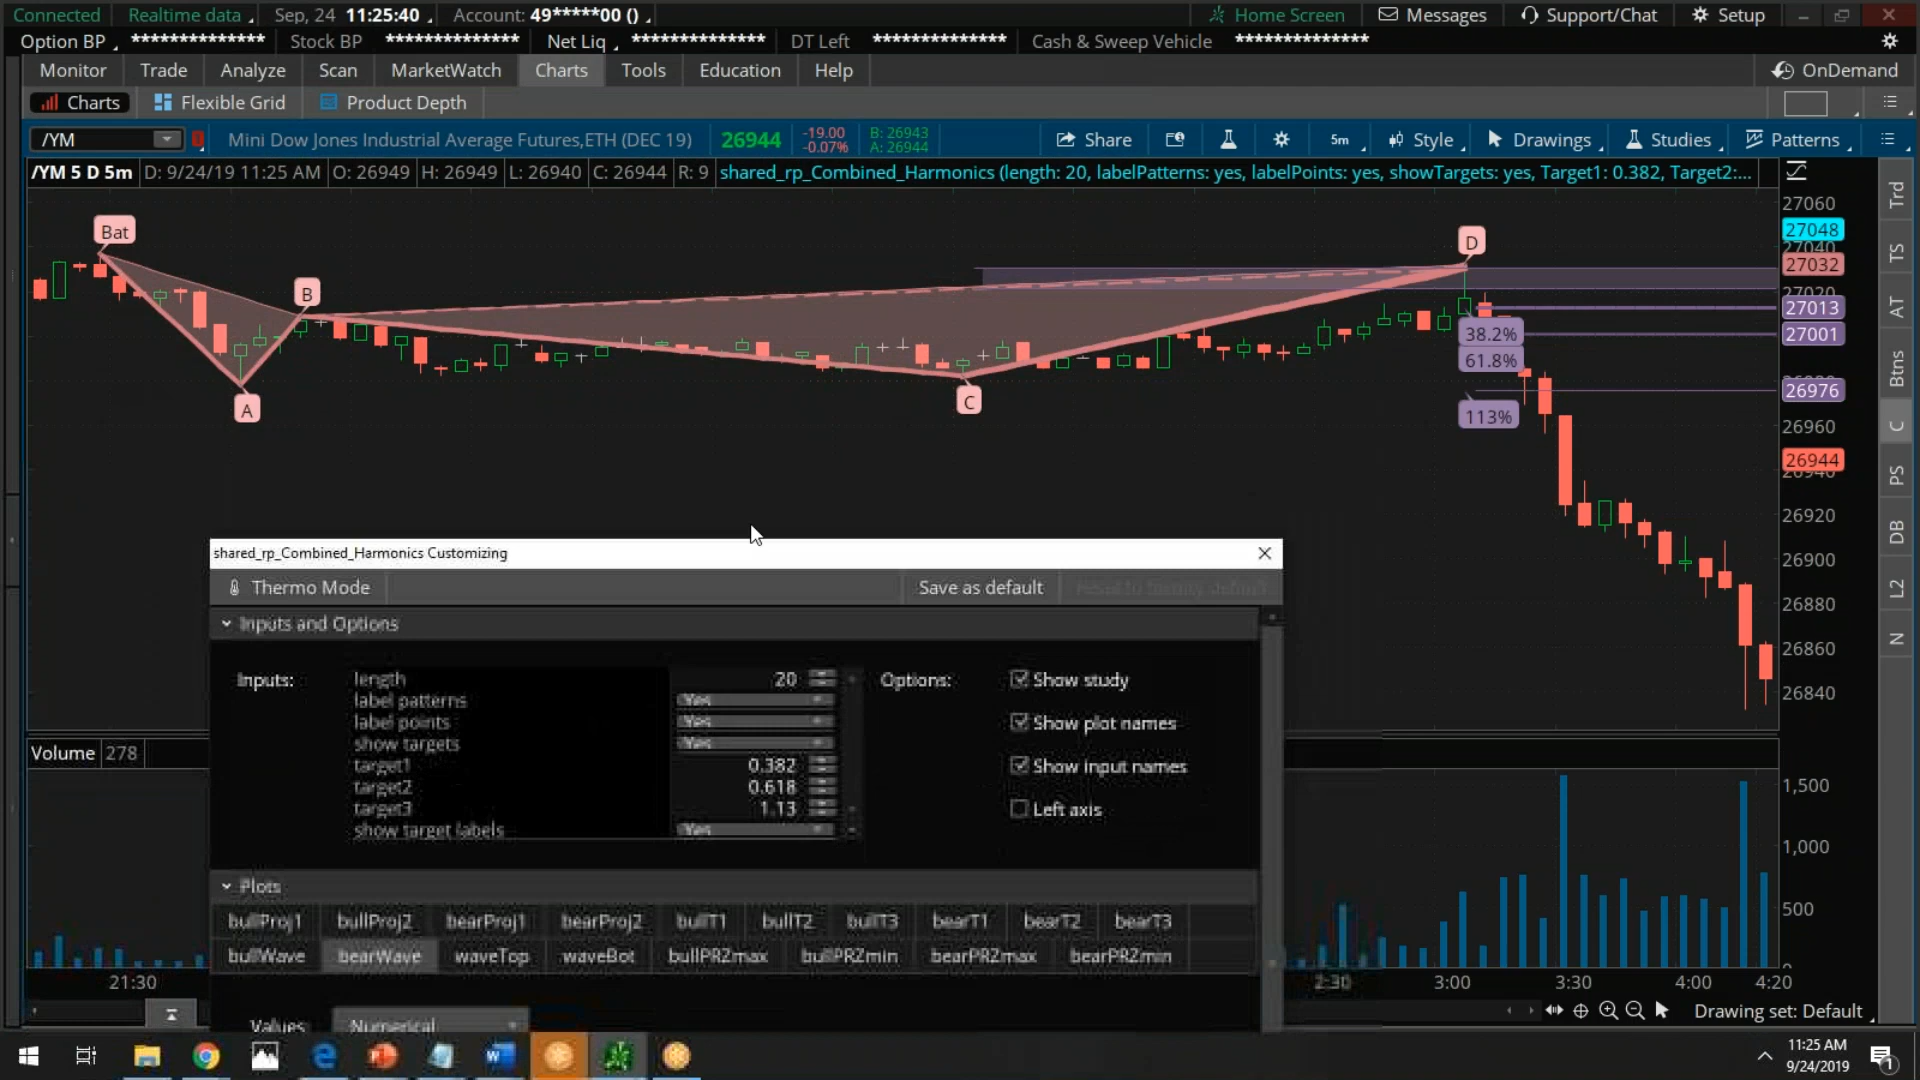 Connected Realtime data Sep, 24 11:25:40 Account: 49*****00 () Home Screen Messages Support/Chat Setup
Option BP ************** Stock BP ************** Net Liq ************** DT Left ************** Cash & Sweep Vehicle **************
Monitor Trade Analyze Scan MarketWatch Charts Tools Education Help OnDemand
Charts Flexible Grid Product Depth
/YM Mini Dow Jones Industrial Average Futures,ETH (DEC 19) 26944 -19.00 B: 26943 Share 5m Style Drawings Studies Patterns
-0.07% A: 26944
/YM 5 D 5m D: 9/24/19 11:25 AM O: 26949 H: 26949 L: 26940 C: 26944 R: 9 shared_rp_Combined_Harmonics (length: 20, labelPatterns: yes, labelPoints: yes, showTargets: yes, Target1: 0.382, Target2:...
Trd
TS
AT
Btns
C
PS
DB
L2
N
27060
27048
27040
27032
27020
27013
27001
26976
26960
26944
26940
26920
26900
26880
26860
26840
Bat
D
B
A
C
38.2%
61.8%
113%
shared_rp_Combined_Harmonics Customizing
Thermo Mode Save as default
Inputs and Options
Inputs: length 20 Options: Show study
label patterns Yes
label points Yes Show plot names
show targets Yes
target1 0.382 Show input names
target2 0.618
target3 1.13 Left axis
show target labels Yes
Plots
bullProj1 bullProj2 bearProj1 bearProj2 bullT1 bullT2 bullT3 bearT1 bearT2 bearT3
bullWave bearWave waveTop waveBot bullPRZmax bullPRZmin bearPRZmax bearPRZmin
Values: Numerical
Volume 278
1,500
1,000
500
0
21:30 2:30 3:00 3:30 4:00 4:20
Drawing set: Default
11:25 AM
9/24/2019
1